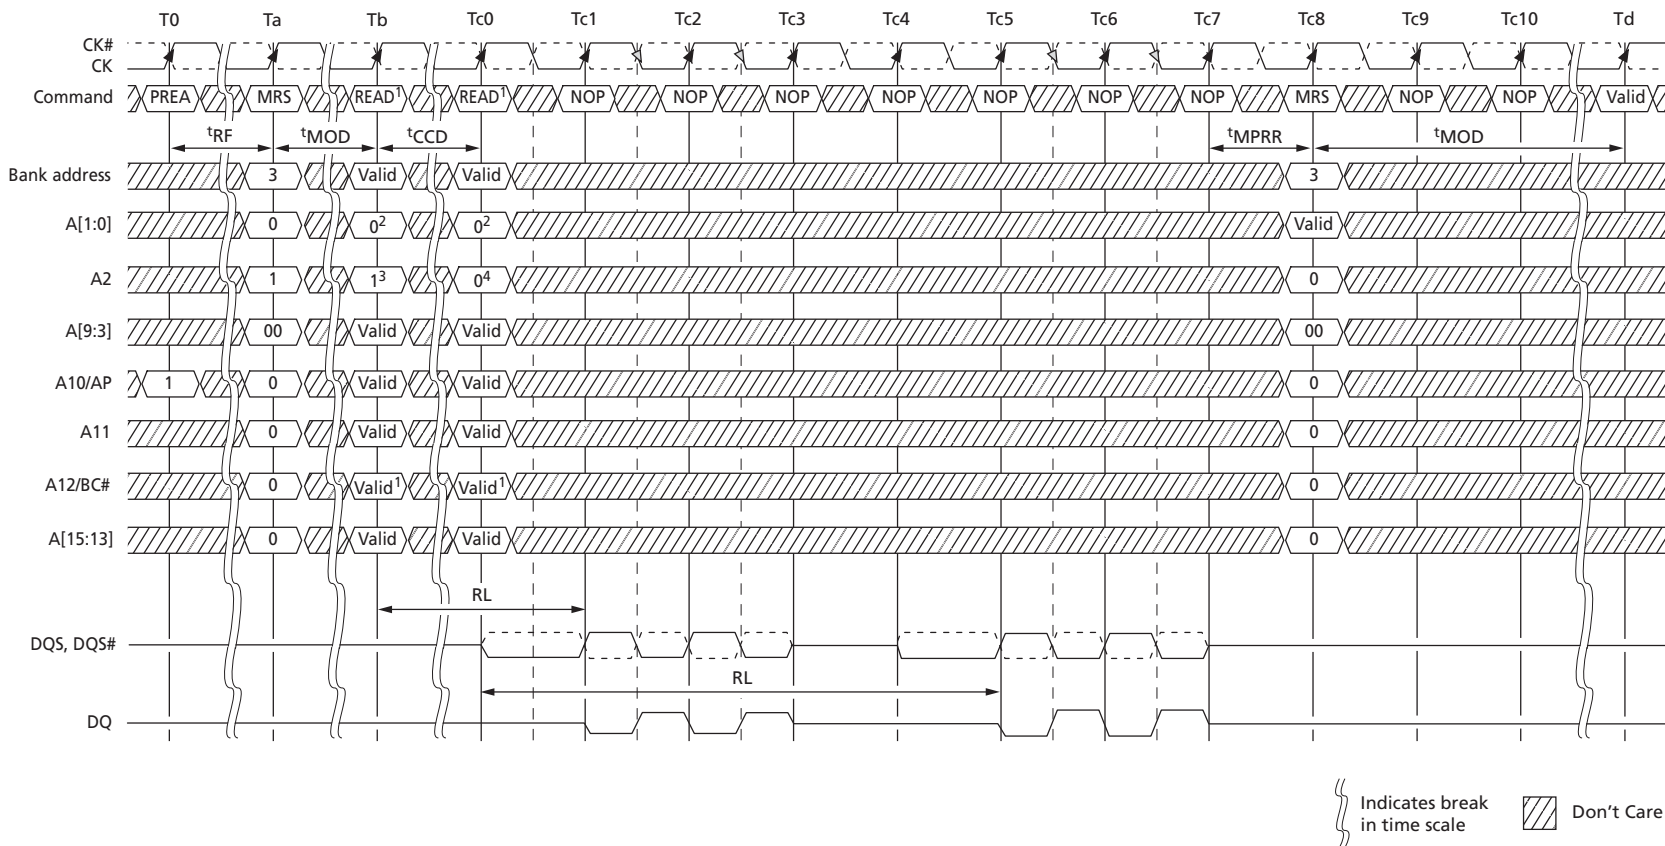 T0 Ta Tb Tc0 Tc1 Tc2 Tc3 Tc4 Tc5 Tc6 Tc7 Tc8 Tc9 Tc10 Td
CK#
CK
Command PREA MRS READ1 READ1 NOP NOP NOP NOP NOP NOP NOP MRS NOP NOP Valid
tRF tMOD tCCD tMPRR tMOD
Bank address 3 Valid Valid 3
A[1:0] 0 02 02 Valid
A2 1 13 04 0
A[9:3] 00 Valid Valid 00
A10/AP 1 0 Valid Valid 0
A11 0 Valid Valid 0
A12/BC# 0 Valid1 Valid1 0
A[15:13] 0 Valid Valid 0
RL
DQS, DQS#
RL
DQ
Indicates break
in time scale
Don't Care